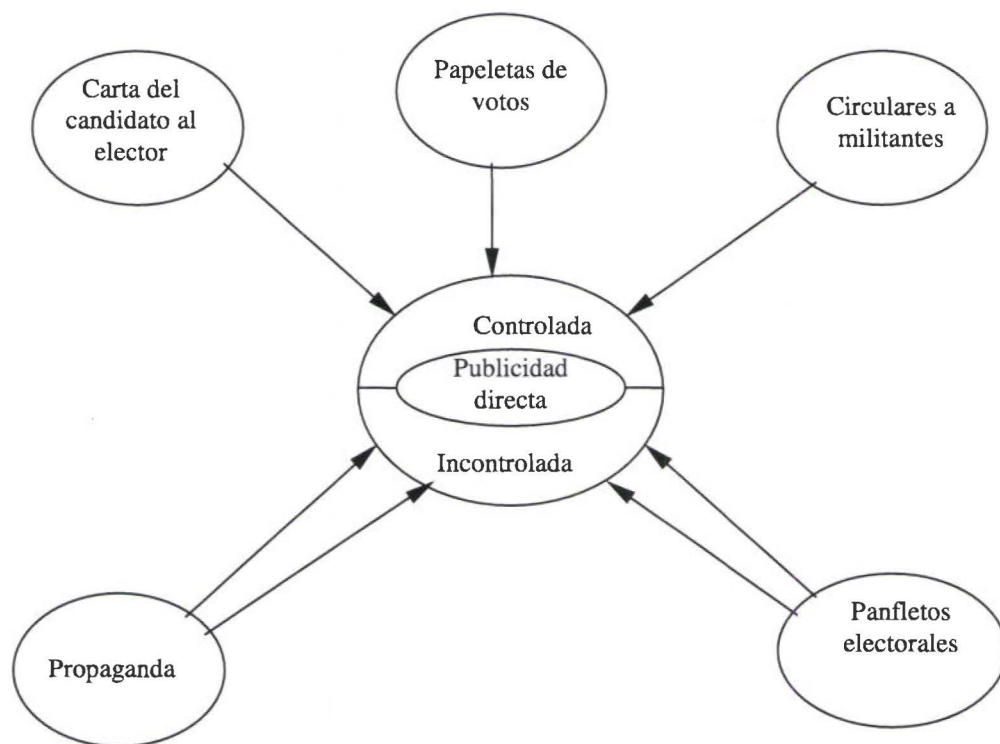 Carta del
candidato al
elector
Papeletas de
votos
Circulares a
militantes
Controlada
Publicidad
directa
Incontrolada
Propaganda
Panfletos
electorales